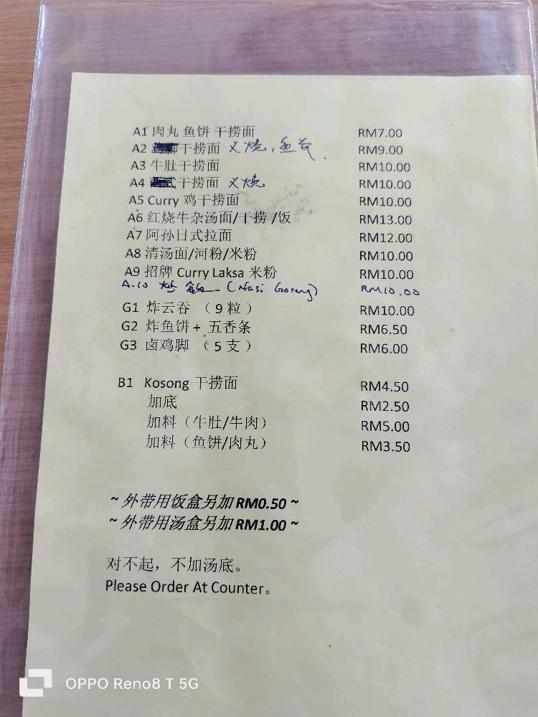 A1 肉丸 鱼饼 干捞面 RM7.00
A2 干捞面 叉烧, RM9.00
A3 牛肚干捞面 RM10.00
A4 干捞面 叉烧 RM10.00
A5 Curry 鸡干捞面 RM10.00
A6 红烧牛杂汤面/干捞 /饭 RM13.00
A7 阿孙日式拉面 RM12.00
A8 清汤面/河粉/米粉 RM10.00
A9 招牌 Curry Laksa 米粉 RM10.00
A.10 炒 飯 (Nasi Goreng) RM10.00
G1 炸云吞 （9 粒） RM10.00
G2 炸鱼饼 + 五香条 RM6.50
G3 卤鸡脚 （5 支） RM6.00
B1 Kosong 干捞面 RM4.50
加底 RM2.50
加料（牛肚/牛肉） RM5.00
加料（鱼饼/肉丸） RM3.50
~ 外带用饭盒另加 RM0.50 ~
~ 外带用汤盒另加 RM1.00 ~
对不起，不加汤底。
Please Order At Counter。
OPPO Reno8 T 5G